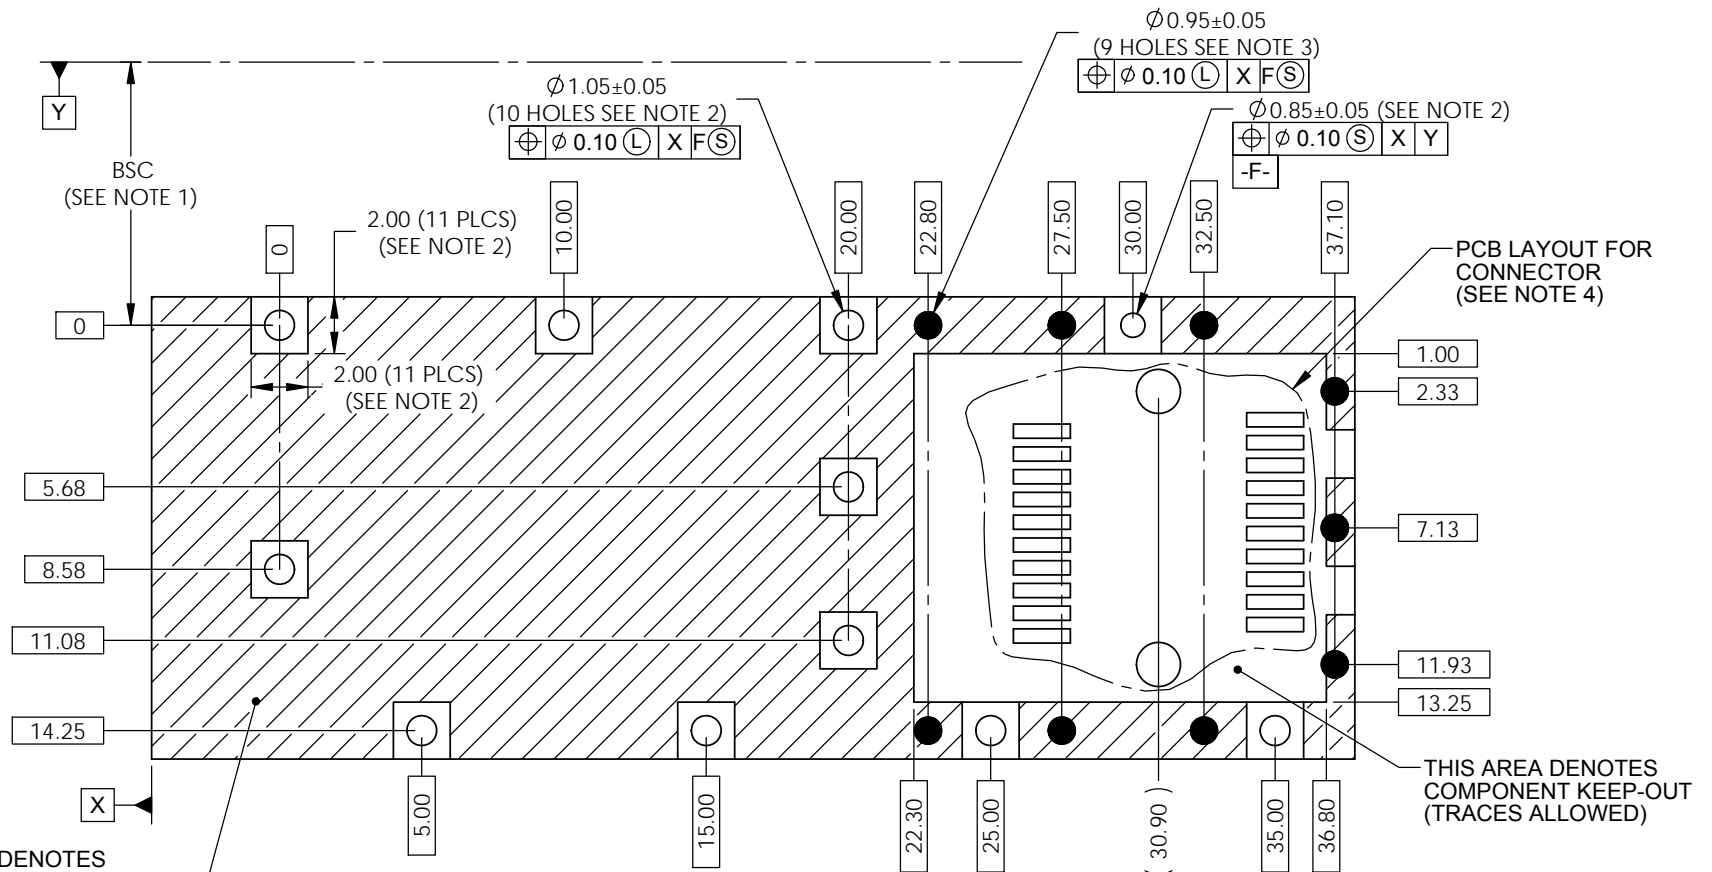 Ø0.95±0.05
(9 HOLES SEE NOTE 3)
⌖ Ø 0.10 Ⓛ X FⓈ
Ø1.05±0.05
(10 HOLES SEE NOTE 2)
⌖ Ø 0.10 Ⓛ X FⓈ
Ø0.85±0.05 (SEE NOTE 2)
⌖ Ø 0.10 Ⓢ X Y
-F-
Y
BSC
(SEE NOTE 1)
2.00 (11 PLCS)
(SEE NOTE 2)
0
10.00
20.00
22.80
27.50
30.00
32.50
37.10
PCB LAYOUT FOR
CONNECTOR
(SEE NOTE 4)
0
2.00 (11 PLCS)
(SEE NOTE 2)
1.00
2.33
5.68
7.13
8.58
11.08
11.93
13.25
14.25
THIS AREA DENOTES
COMPONENT KEEP-OUT
(TRACES ALLOWED)
X
5.00
15.00
22.30
25.00
(30.90)
35.00
36.80
DENOTES